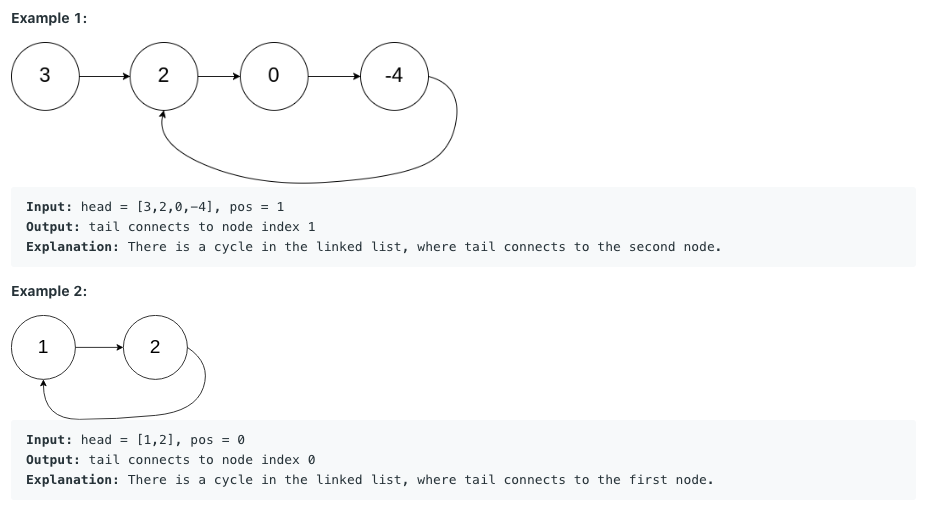 Example 1:
3 2 0 -4
Input: head = [3,2,0,-4], pos = 1
Output: tail connects to node index 1
Explanation: There is a cycle in the linked list, where tail connects to the second node.
Example 2:
1 2
Input: head = [1,2], pos = 0
Output: tail connects to node index 0
Explanation: There is a cycle in the linked list, where tail connects to the first node.